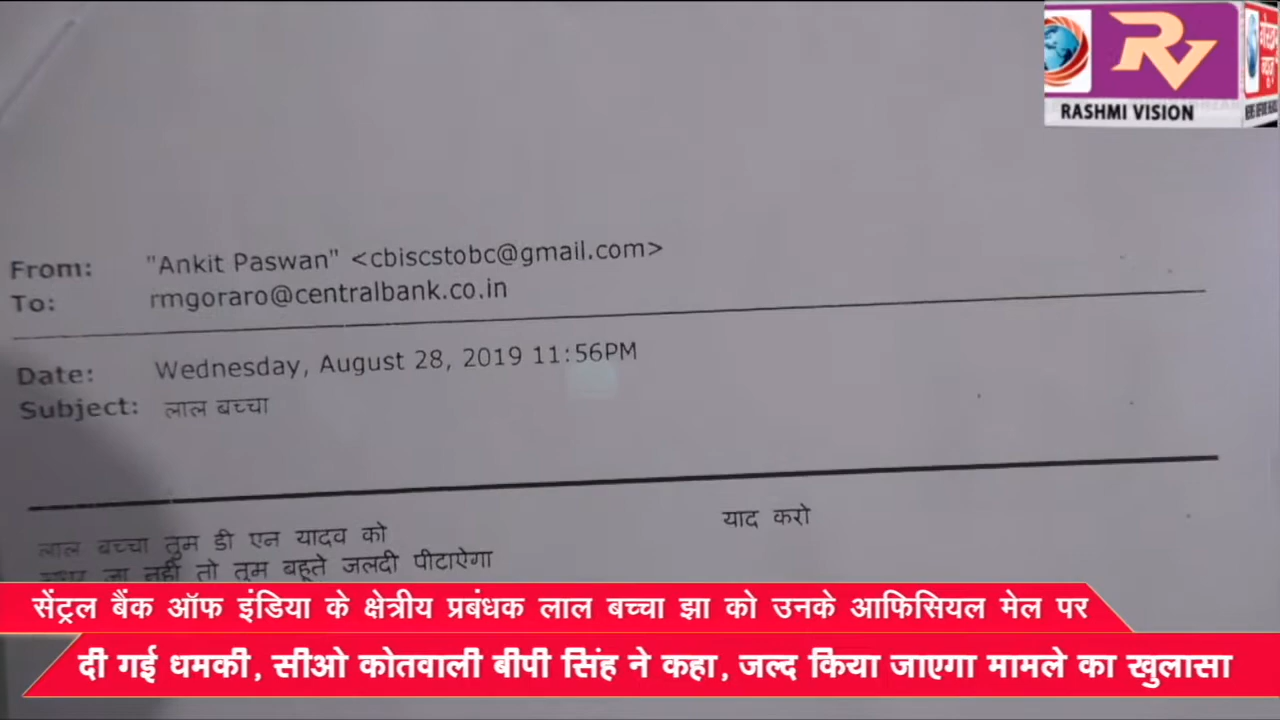 RV
RASHMI VISION
From: "Ankit Paswan" <cbiscstobc@gmail.com>
To: rmgoraro@centralbank.co.in
Date: Wednesday, August 28, 2019 11:56PM
Subject: लाल बच्चा
लाल बच्चा तुम डी एन यादव को याद करो
जा नहीं तो तुम बहूते जलदी पीटाऐगा
सेंट्रल बैंक ऑफ इंडिया के क्षेत्रीय प्रबंधक लाल बच्चा झा को उनके आफिसियल मेल पर
दी गई धमकी, सीओ कोतवाली बीपी सिंह ने कहा, जल्द किया जाएगा मामले का खुलासा